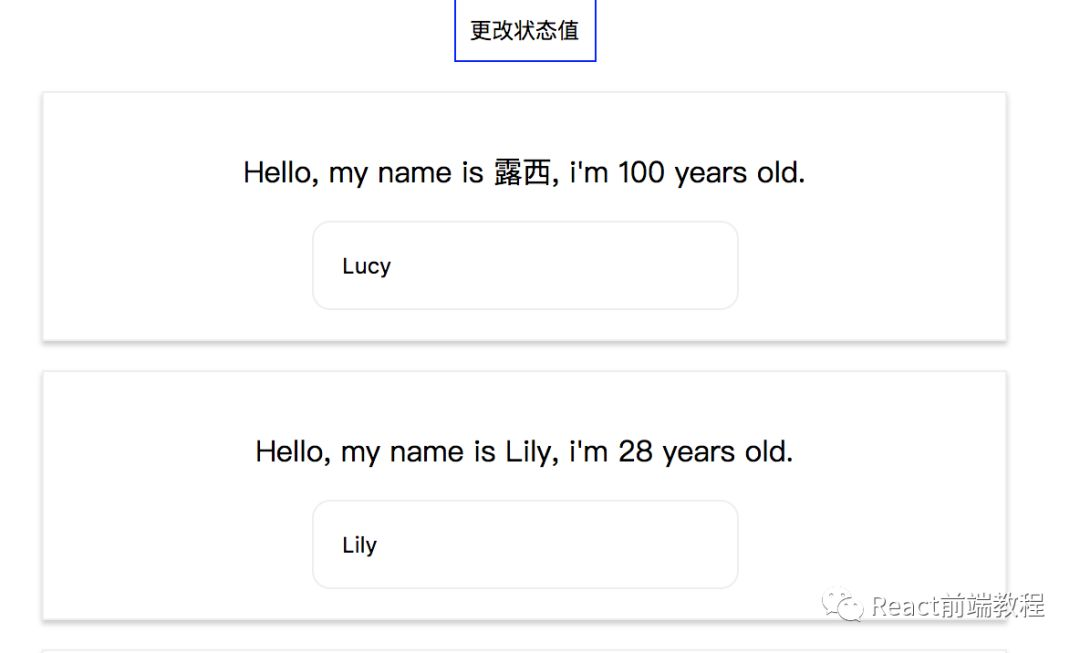 更改状态值
Hello, my name is 露西, i'm 100 years old.
Lucy
Hello, my name is Lily, i'm 28 years old.
Lily
React前端教程